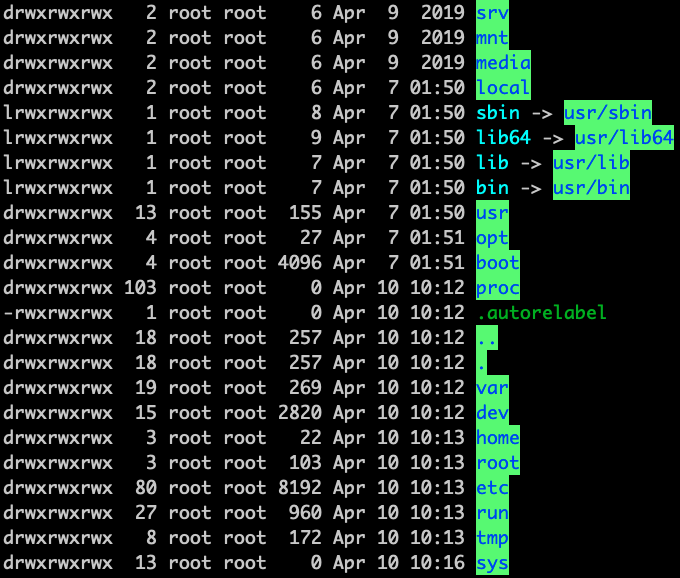 drwxrwxrwx   2 root root    6 Apr  9  2019 srv
drwxrwxrwx   2 root root    6 Apr  9  2019 mnt
drwxrwxrwx   2 root root    6 Apr  9  2019 media
drwxrwxrwx   2 root root    6 Apr  7 01:50 local
lrwxrwxrwx   1 root root    8 Apr  7 01:50 sbin -> usr/sbin
lrwxrwxrwx   1 root root    9 Apr  7 01:50 lib64 -> usr/lib64
lrwxrwxrwx   1 root root    7 Apr  7 01:50 lib -> usr/lib
lrwxrwxrwx   1 root root    7 Apr  7 01:50 bin -> usr/bin
drwxrwxrwx  13 root root  155 Apr  7 01:50 usr
drwxrwxrwx   4 root root   27 Apr  7 01:51 opt
drwxrwxrwx   4 root root 4096 Apr  7 01:51 boot
drwxrwxrwx 103 root root    0 Apr 10 10:12 proc
-rwxrwxrwx   1 root root    0 Apr 10 10:12 .autorelabel
drwxrwxrwx  18 root root  257 Apr 10 10:12 ..
drwxrwxrwx  18 root root  257 Apr 10 10:12 .
drwxrwxrwx  19 root root  269 Apr 10 10:12 var
drwxrwxrwx  15 root root 2820 Apr 10 10:12 dev
drwxrwxrwx   3 root root   22 Apr 10 10:13 home
drwxrwxrwx   3 root root  103 Apr 10 10:13 root
drwxrwxrwx  80 root root 8192 Apr 10 10:13 etc
drwxrwxrwx  27 root root  960 Apr 10 10:13 run
drwxrwxrwx   8 root root  172 Apr 10 10:13 tmp
drwxrwxrwx  13 root root    0 Apr 10 10:16 sys